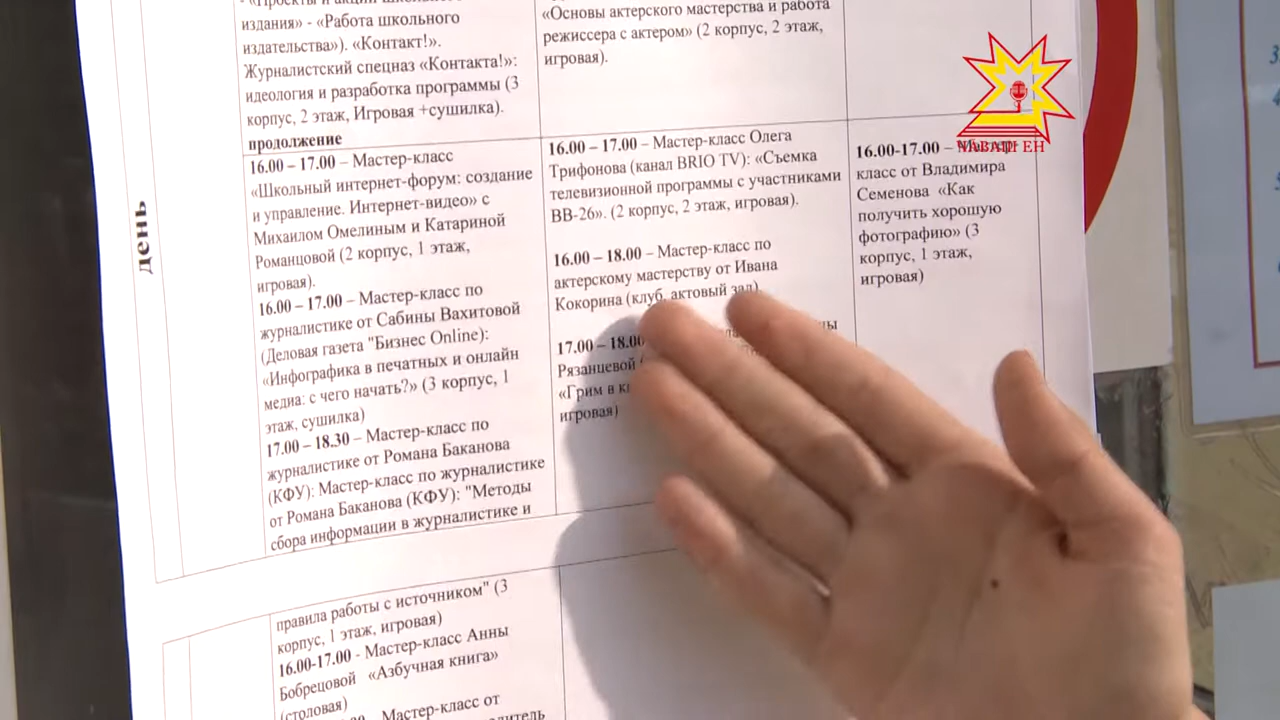 издания» - «Работа школьного
издательства»). «Контакт!».
Журналистский спецназ «Контакта!»:
идеология и разработка программы (3
корпус, 2 этаж, Игровая +сушилка).
продолжение
«Основы актерского мастерства и работа
режиссера с актером» (2 корпус, 2 этаж,
игровая).
день
16.00 – 17.00 – Мастер-класс
«Школьный интернет-форум: создание
и управление. Интернет-видео» с
Михаилом Омелиным и Катариной
Романцовой (2 корпус, 1 этаж,
игровая).
16.00 – 17.00 – Мастер-класс по
журналистике от Сабины Вахитовой
(Деловая газета "Бизнес Online):
«Инфографика в печатных и онлайн
медиа: с чего начать?» (3 корпус, 1
этаж, сушилка)
17.00 – 18.30 – Мастер-класс по
журналистике от Романа Баканова
(КФУ): Мастер-класс по журналистике
от Романа Баканова (КФУ): "Методы
сбора информации в журналистике и
16.00 – 17.00 – Мастер-класс Олега
Трифонова (канал BRIO TV): «Съемка
телевизионной программы с участниками
ВВ-26». (2 корпус, 2 этаж, игровая).
16.00 – 18.00 – Мастер-класс по
актерскому мастерству от Ивана
Кокорина (клуб, актовый зал)
17.00 – 18.00
Рязанцевой
«Грим в
игровая)
16.00-17.00 –
класс от Владимира
Семенова «Как
получить хорошую
фотографию» (3
корпус, 1 этаж,
игровая)
правила работы с источником" (3
корпус, 1 этаж, игровая)
16.00-17.00 - Мастер-класс Анны
Бобрецовой «Азбучная книга»
(столовая)
Мастер-класс от